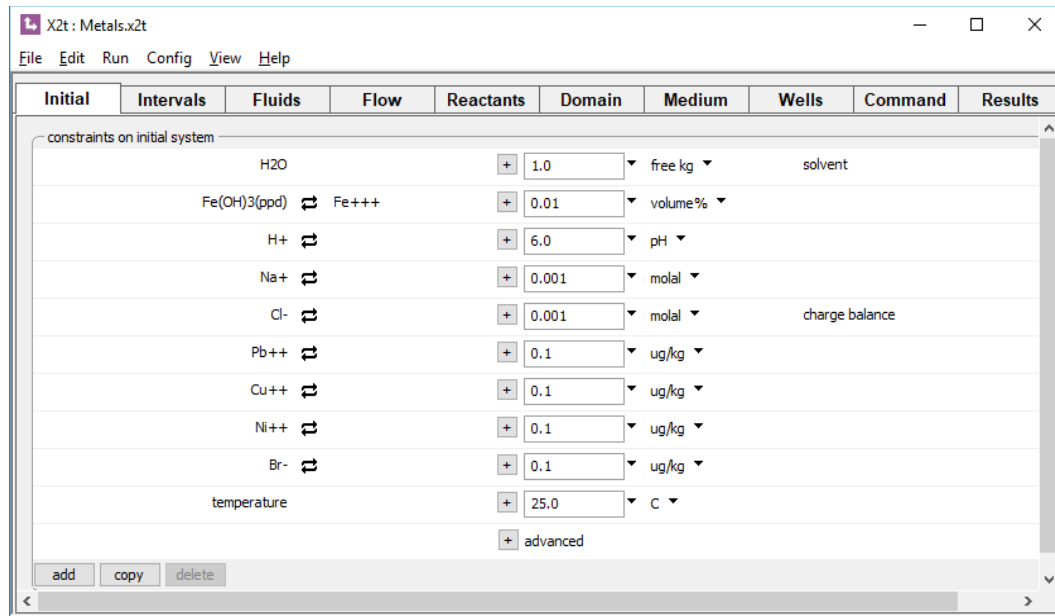 X2t : Metals.x2t
File Edit Run Config View Help
Initial Intervals Fluids Flow Reactants Domain Medium Wells Command Results
constraints on initial system
H2O + 1.0 free kg solvent
Fe(OH)3(ppd) Fe+++ + 0.01 volume%
H+ + 6.0 pH
Na+ + 0.001 molal
Cl- + 0.001 molal charge balance
Pb++ + 0.1 ug/kg
Cu++ + 0.1 ug/kg
Ni++ + 0.1 ug/kg
Br- + 0.1 ug/kg
temperature + 25.0 C
+ advanced
add copy delete